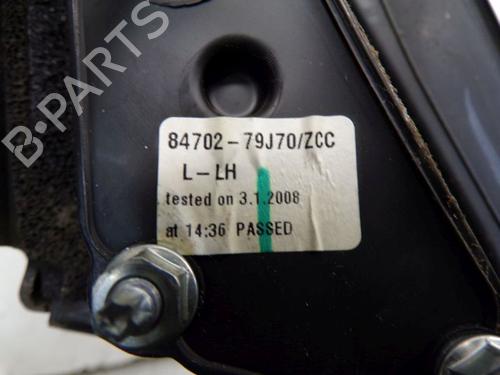 B-PARTS
84702-79J70/ZCC
L-LH
tested on 3.1.2008
at 14:36 PASSED